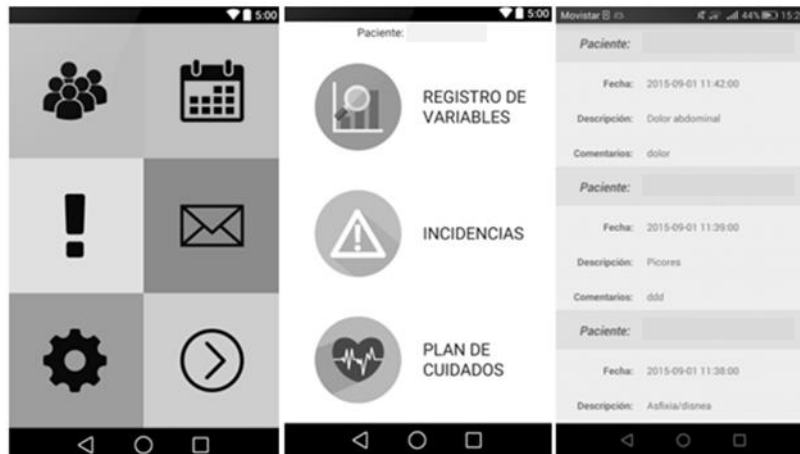 5:00
5:00
Paciente:
REGISTRO DE
VARIABLES
INCIDENCIAS
PLAN DE
CUIDADOS
Movistar 44% 15:2
Paciente:
Fecha: 2015-09-01 11:42:00
Descripción: Dolor abdominal
Comentarios: dolor
Paciente:
Fecha: 2015-09-01 11:39:00
Descripción: Picores
Comentarios: ddd
Paciente:
Fecha: 2015-09-01 11:38:00
Descripción: Asfixia/disnea